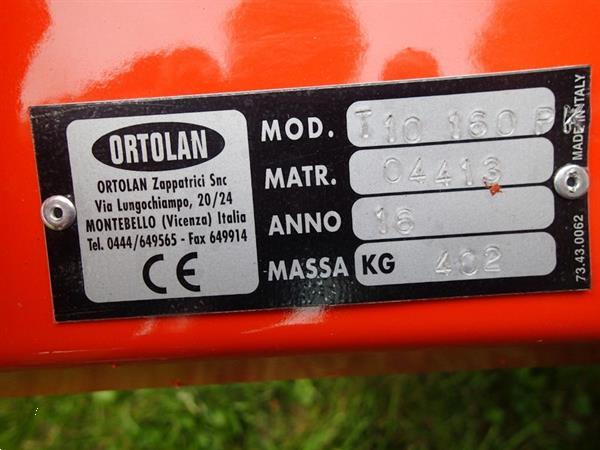 ORTOLAN
ORTOLAN Zappatrici Snc
Via Lungochiampo, 20/24
MONTEBELLO (Vicenza) Italia
Tel. 0444/649565 - Fax 649914
CE
MOD. T10 160 P
MATR. 04413
ANNO 16
MASSA KG 402
MADE IN ITALY
73.43.0062